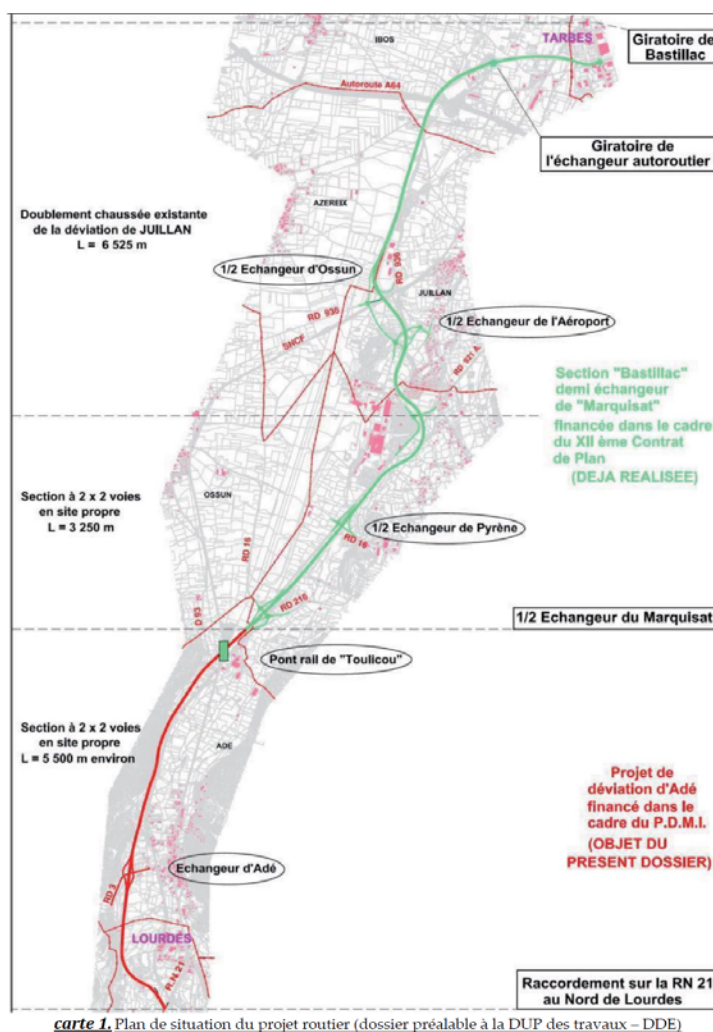 IBOS
TARBES
Giratoire de
Bastillac
Autoroute A64
Giratoire de
l'échangeur autoroutier
AZEREIX
Doublement chaussée existante
de la déviation de JUILLAN
L = 6 525 m
1/2 Echangeur d'Ossun
RD 936
JUILLAN
RD 936
1/2 Echangeur de l'Aéroport
SNCF
RD 921 A
Section "Bastillac"
demi échangeur
de "Marquisat"
financée dans le cadre
du XII ème Contrat
de Plan
(DEJA REALISEE)
OSSUN
Section à 2 x 2 voies
en site propre
L = 3 250 m
1/2 Echangeur de Pyrène
RD 16
RD 16
RD 216
D 93
1/2 Echangeur du Marquisat
Pont rail de "Toulicou"
Section à 2 x 2 voies
en site propre
L = 5 500 m environ
ADE
Projet de
déviation d'Adé
financé dans le
cadre du P.D.M.I.
(OBJET DU
PRESENT DOSSIER)
Echangeur d'Adé
RD 3
LOURDES
R.N.21
Raccordement sur la RN 21
au Nord de Lourdes
carte 1. Plan de situation du projet routier (dossier préalable à la DUP des travaux – DDE)